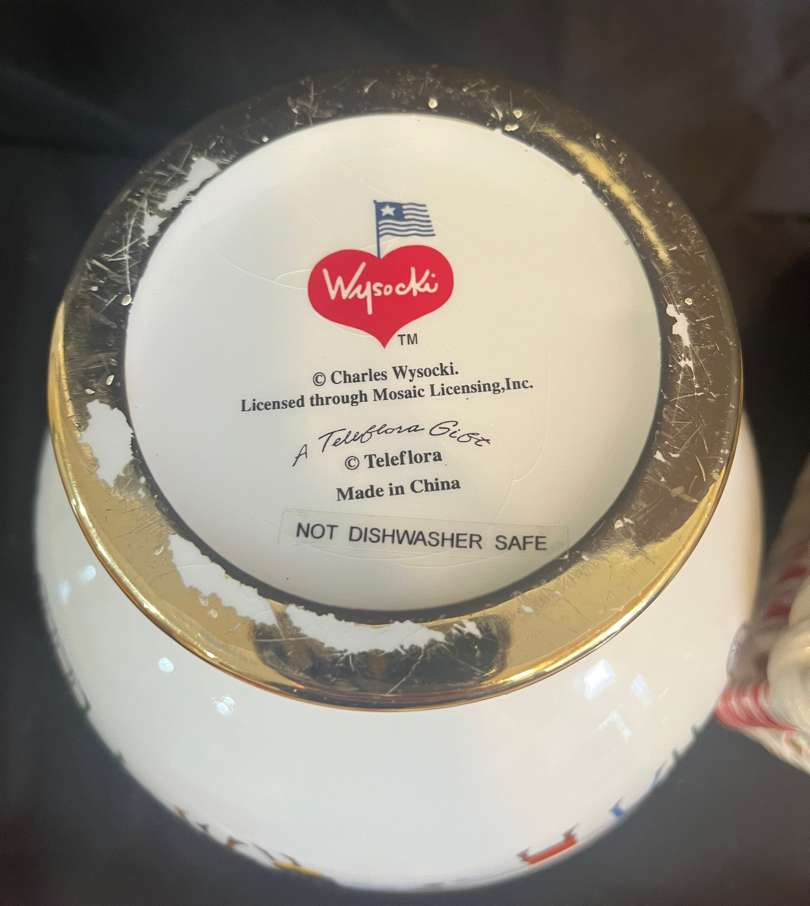 Wysocki
TM
© Charles Wysocki.
Licensed through Mosaic Licensing,Inc.
A Teleflora Gift
© Teleflora
Made in China
NOT DISHWASHER SAFE